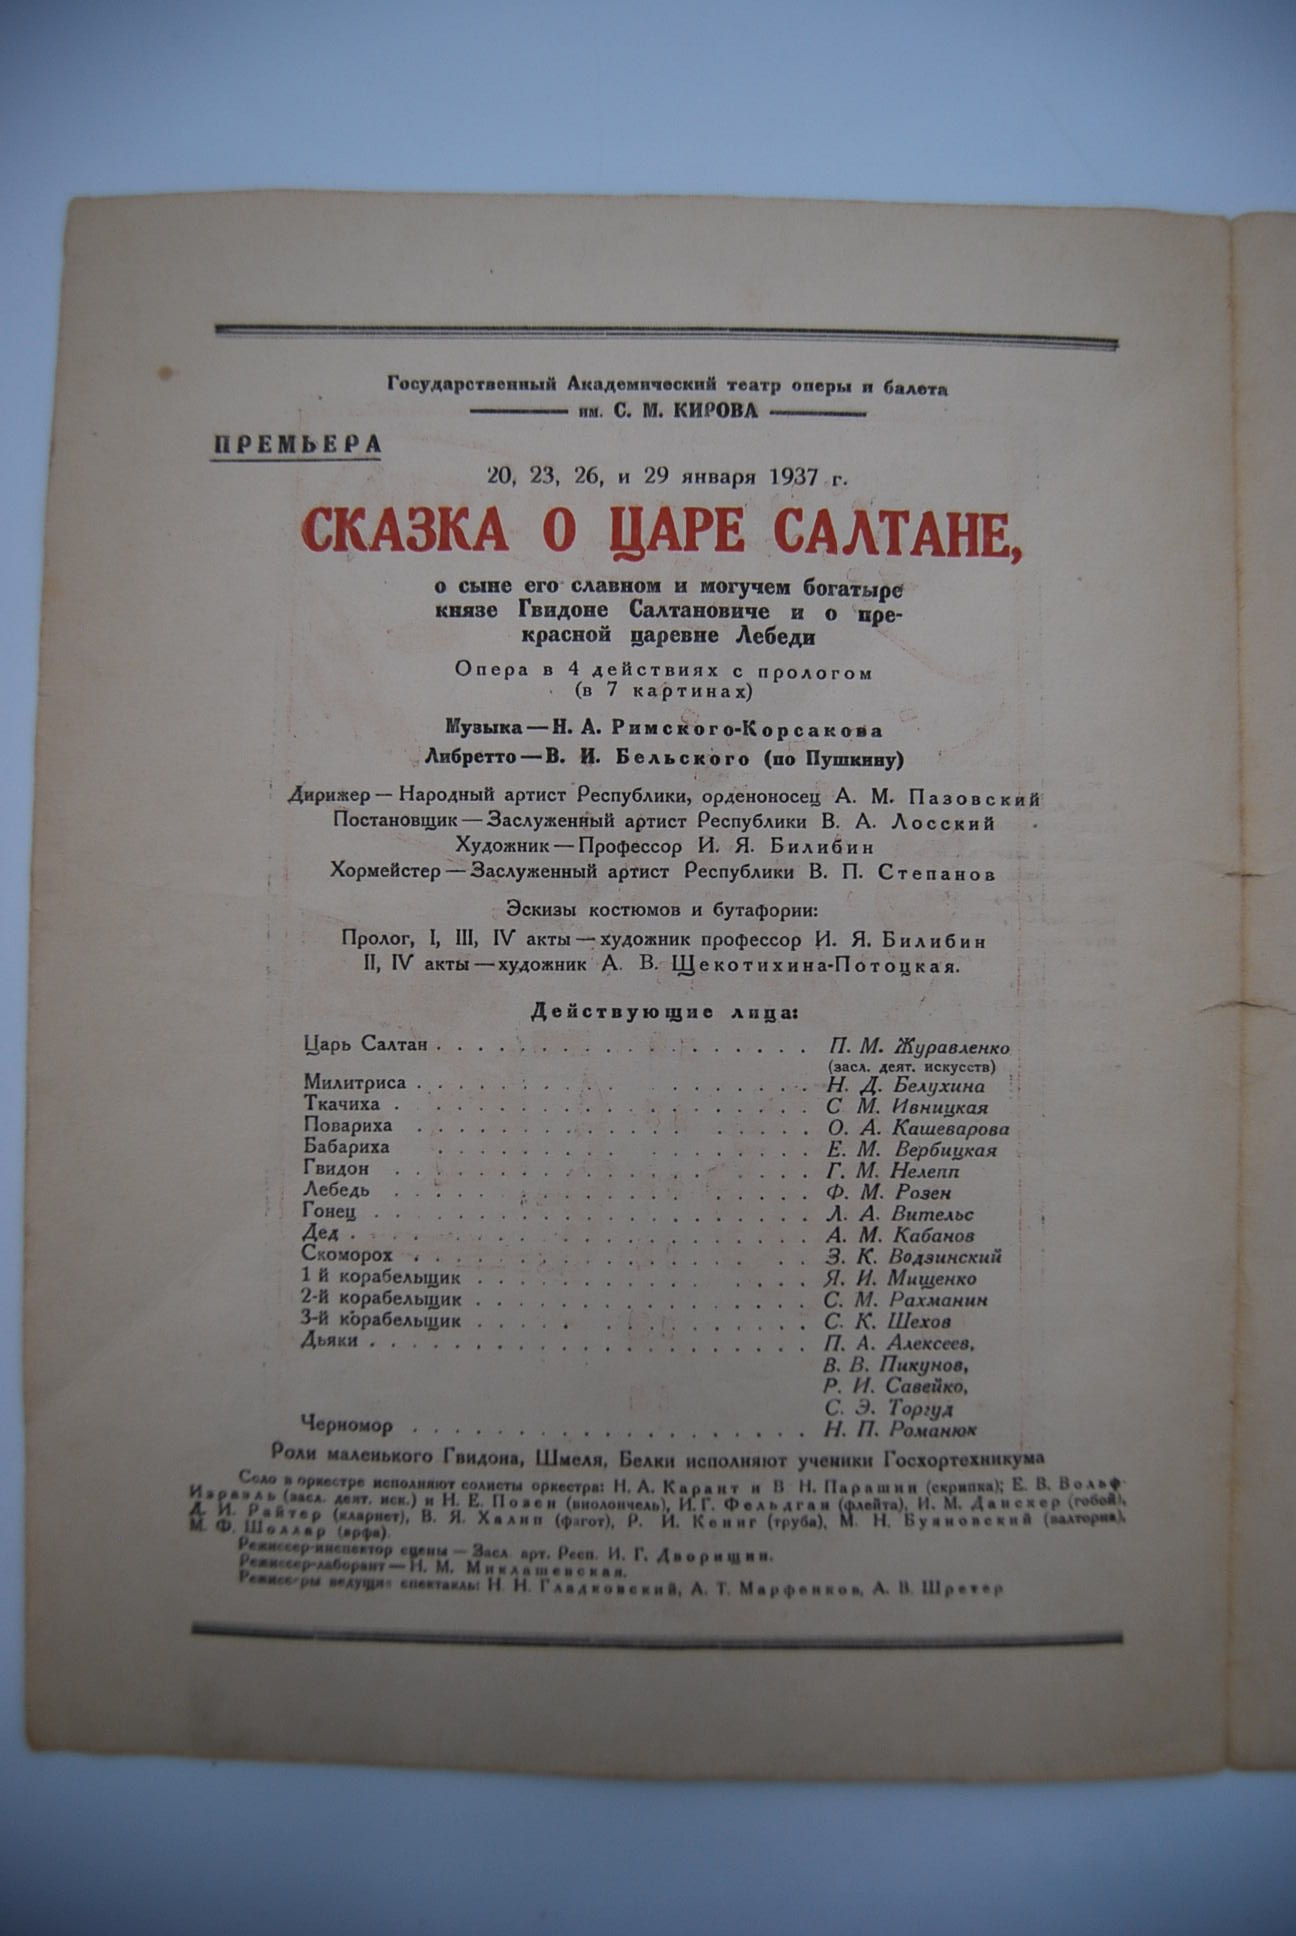 Государственный Академический театр оперы и балета
им. С. М. КИРОВА
ПРЕМЬЕРА
20, 23, 26, и 29 января 1937 г.
СКАЗКА О ЦАРЕ САЛТАНЕ,
о сыне его славном и могучем богатыре
князе Гвидоне Салтановиче и о пре-
красной царевне Лебеди
Опера в 4 действиях с прологом
(в 7 картинах)
Музыка — Н. А. Римского-Корсакова
Либретто — В. И. Бельского (по Пушкину)
Дирижер — Народный артист Республики, орденоносец А. М. Пазовский
Постановщик — Заслуженный артист Республики В. А. Лосский
Художник — Профессор И. Я. Билибин
Хормейстер — Заслуженный артист Республики В. П. Степанов
Эскизы костюмов и бутафории:
Пролог, I, III, IV акты — художник профессор И. Я. Билибин
II, IV акты — художник А. В. Щекотихина-Потоцкая.
Действующие лица:
Царь Салтан . . . . . . . . . . . . . . . . . . П. М. Журавленко
(засл. деят. искусств)
Милитриса . . . . . . . . . . . . . . . . Н. Д. Белухина
Ткачиха . . . . . . . . . . . . . . . . . С М. Ивницкая
Повариха . . . . . . . . . . . . . . . . О. А. Кашеварова
Бабариха . . . . . . . . . . . . . . . . Е. М. Вербицкая
Гвидон . . . . . . . . . . . . . . . . . Г. М. Нелепп
Лебедь . . . . . . . . . . . . . . . . . Ф. М. Розен
Гонец . . . . . . . . . . . . . . . . . . Л. А. Вительс
Дед . . . . . . . . . . . . . . . . . . . А. М. Кабанов
Скоморох . . . . . . . . . . . . . . . . З. К. Водзинский
1 й корабельщик . . . . . . . . . . . . . Я. И. Мищенко
2-й корабельщик . . . . . . . . . . . . . С. М. Рахманин
3-й корабельщик . . . . . . . . . . . . . С. К. Шехов
Дьяки . . . . . . . . . . . . . . . . . . П. А. Алексеев,
В. В. Пикунов,
Р. И. Савейко,
С. Э. Торгуд
Черномор . . . . . . . . . . . . . . . . Н. П. Романюк
Роли маленького Гвидона, Шмеля, Белки исполняют ученики Госхортехникума
Соло в оркестре исполняют солисты оркестра: Н. А. Карант и В Н. Парашин (скрипка); Е. В. Вольф-
Израэль (засл. деят. иск.) и Н. Е. Позен (виолончель), И. Г. Фельдган (флейта), И. М. Данскер (гобой),
Д. И. Райтер (кларнет), В. Я. Халип (фагот), Р. И. Кениг (труба), М. Н. Буяновский (валторна),
М. Ф. Шоллар (арфа).
Режиссер-инспектор сцены — Засл арт. Респ. И. Г. Дворищин.
Режиссер-лаборант — Н. М. Миклашевская.
Режиссеры ведущие спектакль: Н Н. Гладковский, А. Т. Марфенков, А. В. Шретер